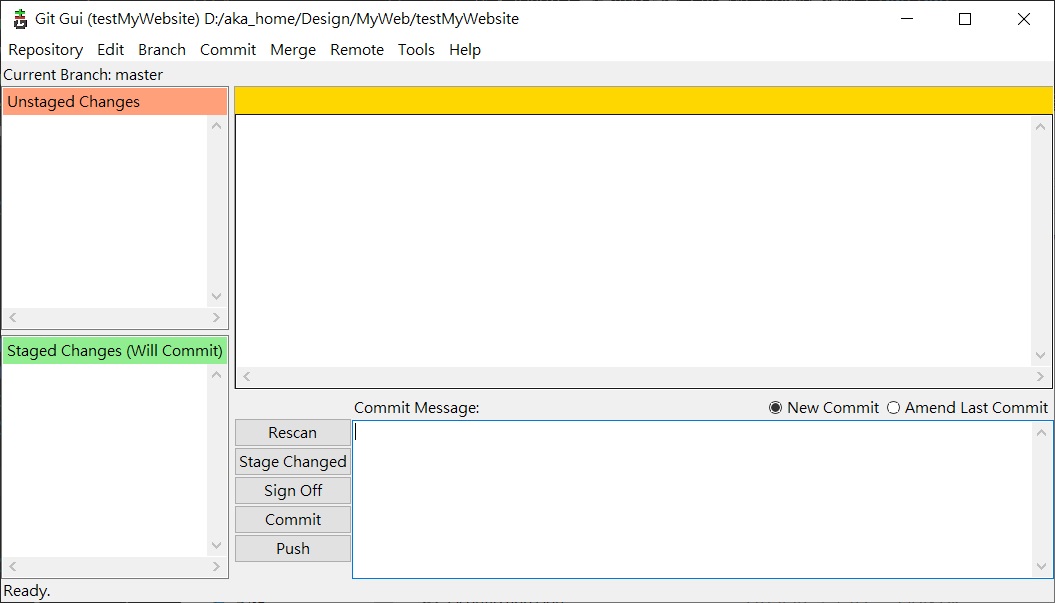 Git Gui (testMyWebsite) D:/aka_home/Design/MyWeb/testMyWebsite
Repository Edit Branch Commit Merge Remote Tools Help
Current Branch: master
Unstaged Changes
Staged Changes (Will Commit)
Commit Message: New Commit Amend Last Commit
Rescan
Stage Changed
Sign Off
Commit
Push
Ready.